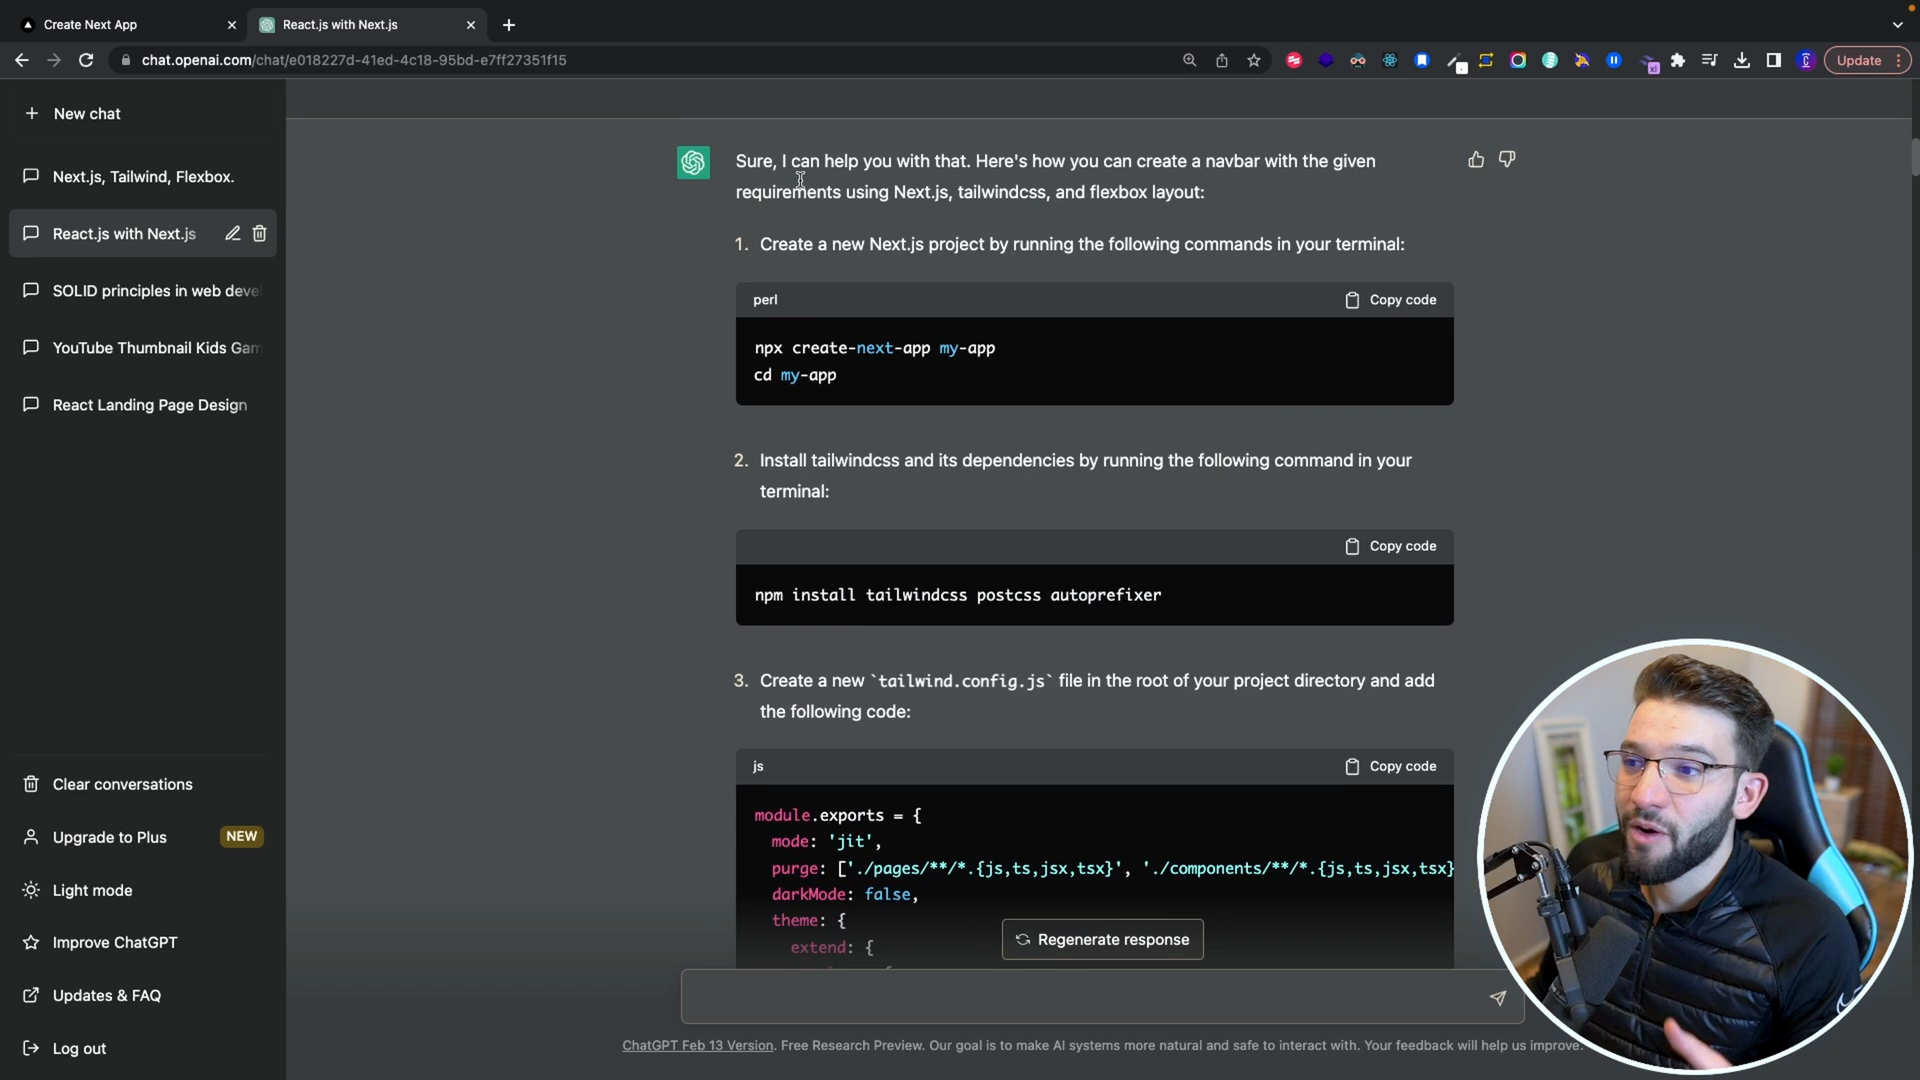 Create Next App
React.js with Next.js
chat.openai.com/chat/e018227d-41ed-4c18-95bd-e7ff27351f15
Update
New chat
Next.js, Tailwind, Flexbox.
React.js with Next.js
SOLID principles in web deve
YouTube Thumbnail Kids Gam
React Landing Page Design
Clear conversations
Upgrade to Plus
NEW
Light mode
Improve ChatGPT
Updates & FAQ
Log out
Sure, I can help you with that. Here's how you can create a navbar with the given
requirements using Next.js, tailwindcss, and flexbox layout:
1. Create a new Next.js project by running the following commands in your terminal:
perl
Copy code
npx create-next-app my-app
cd my-app
2. Install tailwindcss and its dependencies by running the following command in your
terminal:
Copy code
npm install tailwindcss postcss autoprefixer
3. Create a new `tailwind.config.js` file in the root of your project directory and add
the following code:
js
Copy code
module.exports = {
mode: 'jit',
purge: ['./pages/**/*.{js,ts,jsx,tsx}', './components/**/*.{js,ts,jsx,tsx}
darkMode: false,
theme: {
extend: {
Regenerate response
ChatGPT Feb 13 Version. Free Research Preview. Our goal is to make AI systems more natural and safe to interact with. Your feedback will help us improve.